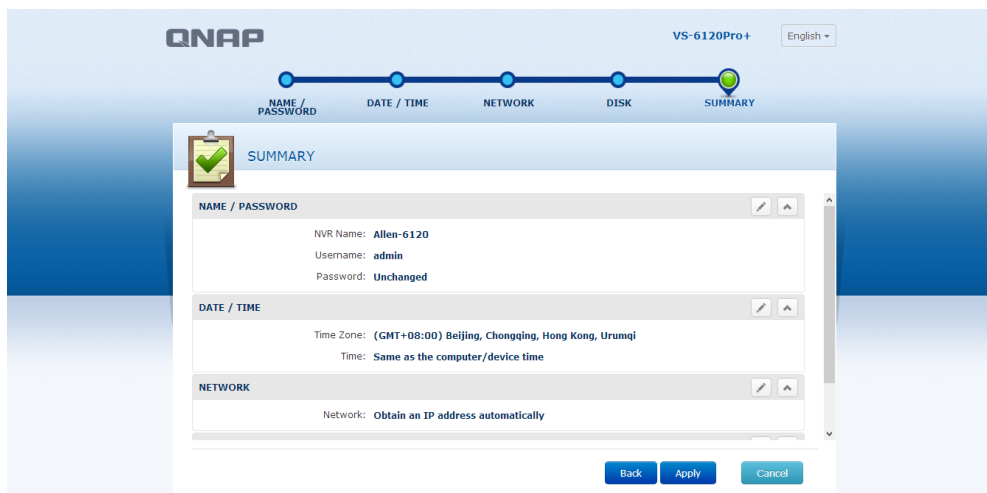 QNAP
VS-6120Pro+
English
NAME /
PASSWORD
DATE / TIME
NETWORK
DISK
SUMMARY
SUMMARY
NAME / PASSWORD
NVR Name: Allen-6120
Username: admin
Password: Unchanged
DATE / TIME
Time Zone: (GMT+08:00) Beijing, Chongqing, Hong Kong, Urumqi
Time: Same as the computer/device time
NETWORK
Network: Obtain an IP address automatically
Back
Apply
Cancel